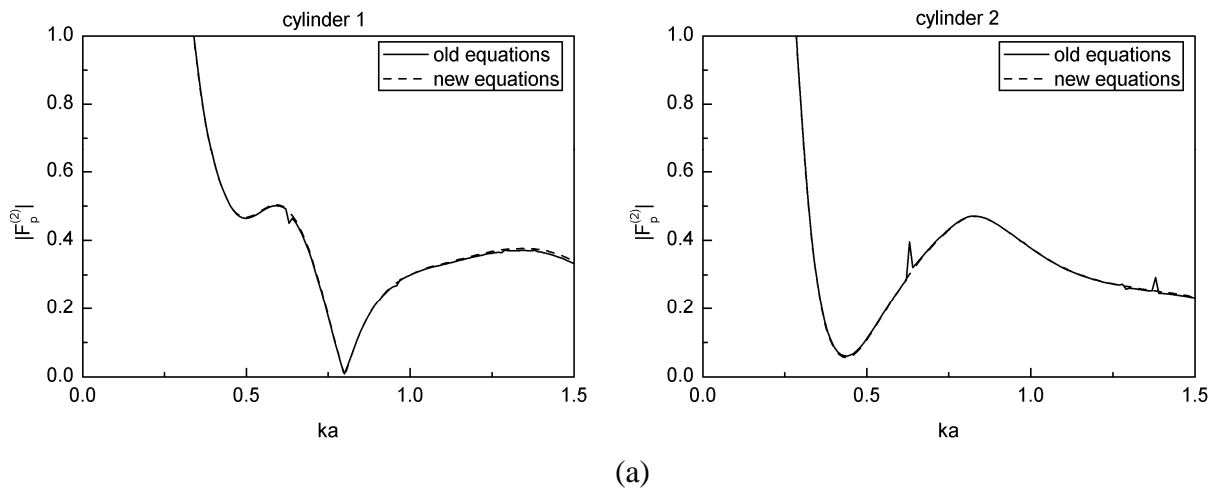 cylinder 1
1.0
0.8
0.6
0.4
0.2
0.0
|F_p^(2)|
old equations
new equations
0.0 0.5 1.0 1.5
ka
cylinder 2
1.0
0.8
0.6
0.4
0.2
0.0
|F_p^(2)|
old equations
new equations
0.0 0.5 1.0 1.5
ka
(a)